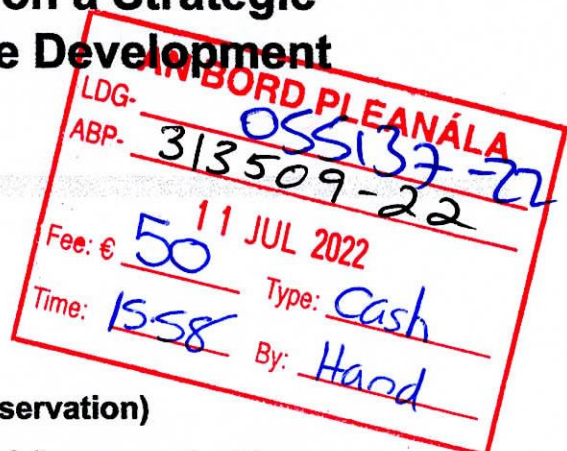 on a Strategic
e Development
AN BORD PLEANÁLA
LDG- 055137-22
ABP- 313509-22
11 JUL 2022
Fee: € 50 Type: Cash
Time: 15:58 By: Hand
servation)